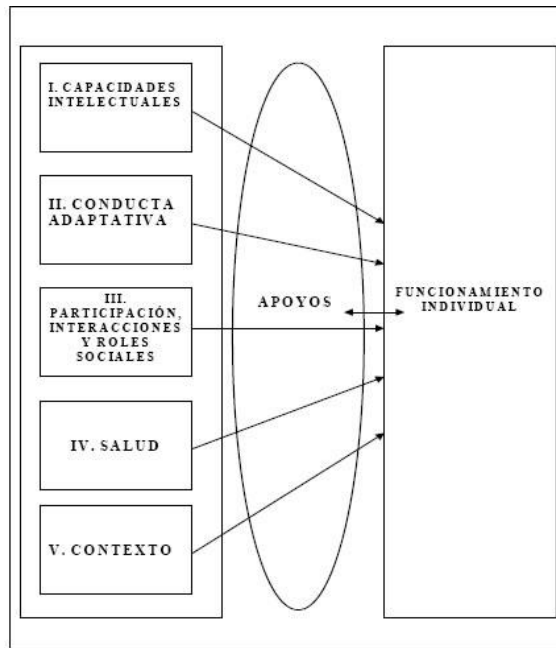 I. CAPACIDADES
INTELECTUALES
II. CONDUCTA
ADAPTATIVA
III.
PARTICIPACIÓN,
INTERACCIONES
Y ROLES
SOCIALES
IV. SALUD
V. CONTEXTO
APOYOS
FUNCIONAMIENTO
INDIVIDUAL